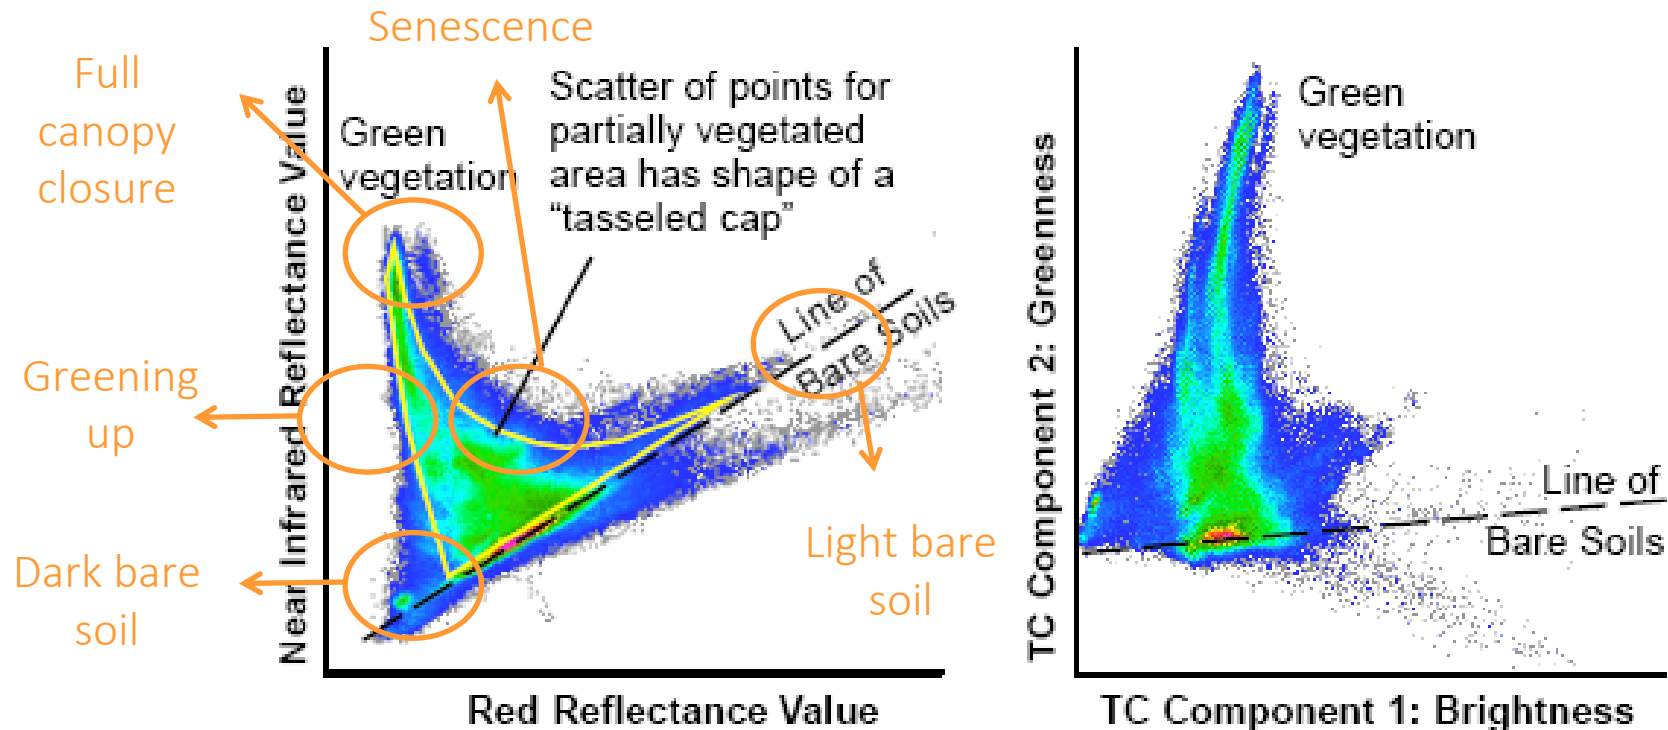 Senescence
Full
canopy
closure
Greening
up
Dark bare
soil
Near Infrared Reflectance Value
Green
vegetation
Scatter of points for
partially vegetated
area has shape of a
“tasseled cap”
Line of
Bare Soils
Light bare
soil
Red Reflectance Value
TC Component 2: Greenness
Green
vegetation
Line of
Bare Soils
TC Component 1: Brightness